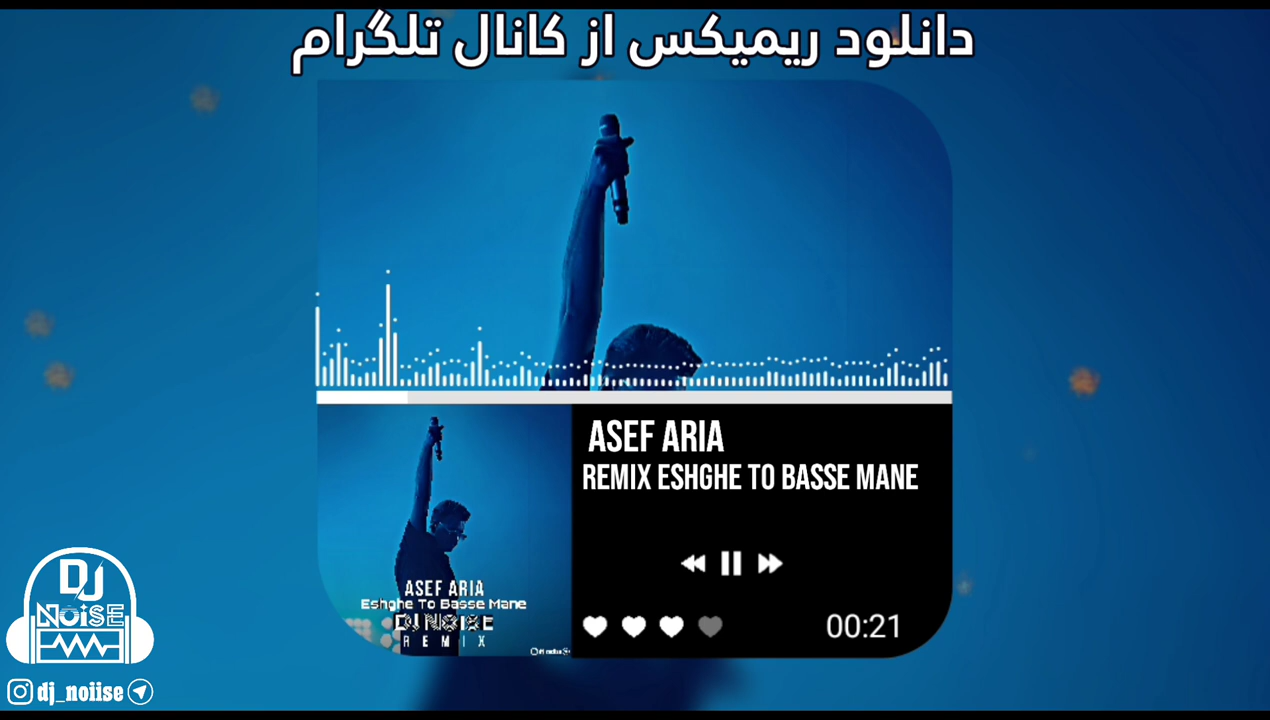 دانلود ریمیکس از کانال تلگرام
ASEF ARIA
REMIX ESHGHE TO BASSE MANE
00:21
ASEF ARIA
Eshghe To Basse Mane
DJ NOISE
REMIX
DJ
NOISE
dj_noiise